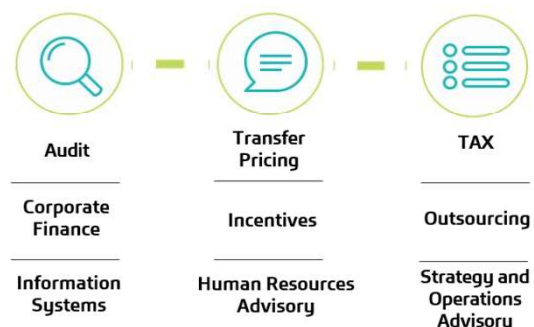 Audit
Transfer
Pricing
TAX
Corporate
Finance
Incentives
Outsourcing
Information
Systems
Human Resources
Advisory
Strategy and
Operations
Advisory